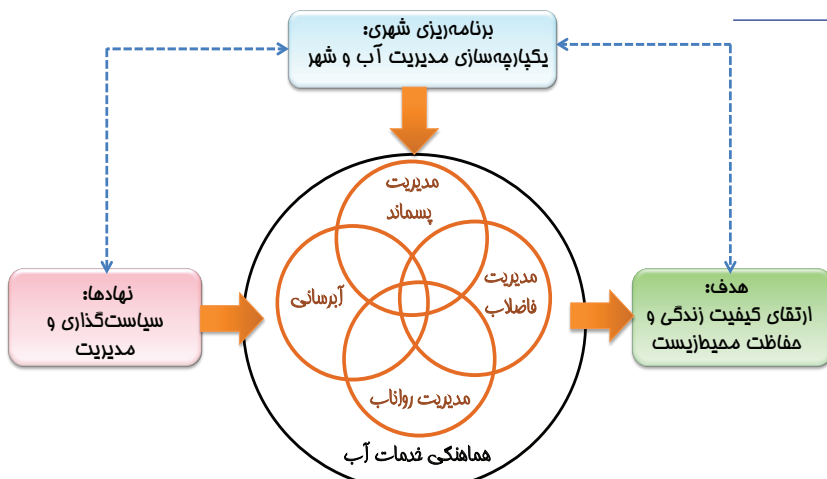 برنامه‌ریزی شهری:
یکپارچه‌سازی مدیریت آب و شهر
مدیریت
پسماند
آبرسانی
مدیریت
فاضلاب
مدیریت رواناب
هماهنگی خدمات آب
هدف:
ارتقای کیفیت زندگی و
حفاظت محیط‌زیست
نهادها:
سیاست‌گذاری و
مدیریت